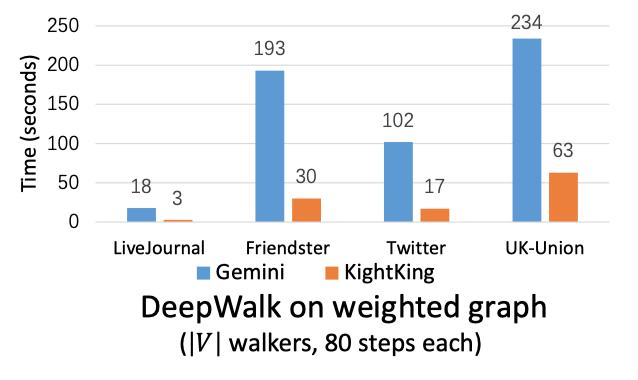 250
200
150
100
50
0
Time (seconds)
18
3
193
30
102
17
234
63
LiveJournal Friendster Twitter UK-Union
Gemini KightKing
DeepWalk on weighted graph
(|V| walkers, 80 steps each)